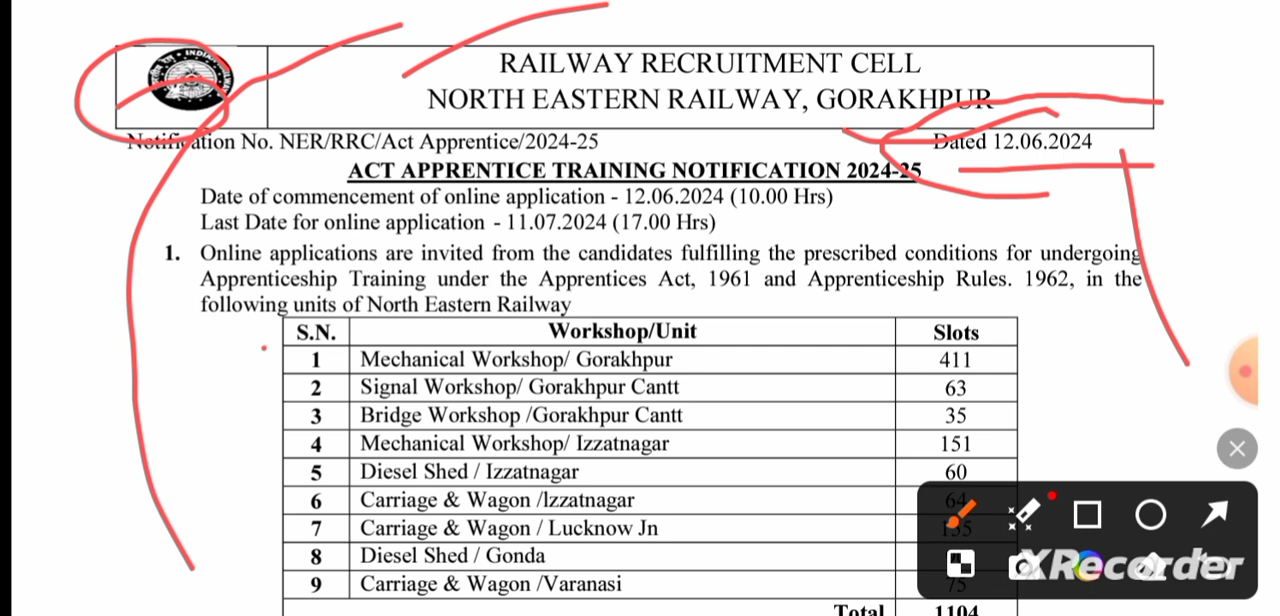 RAILWAY RECRUITMENT CELL
NORTH EASTERN RAILWAY, GORAKHPUR
Notification No. NER/RRC/Act Apprentice/2024-25 Dated 12.06.2024
ACT APPRENTICE TRAINING NOTIFICATION 2024-25
Date of commencement of online application - 12.06.2024 (10.00 Hrs)
Last Date for online application - 11.07.2024 (17.00 Hrs)
1. Online applications are invited from the candidates fulfilling the prescribed conditions for undergoing
Apprenticeship Training under the Apprentices Act, 1961 and Apprenticeship Rules. 1962, in the
following units of North Eastern Railway
S.N. Workshop/Unit Slots
1 Mechanical Workshop/ Gorakhpur 411
2 Signal Workshop/ Gorakhpur Cantt 63
3 Bridge Workshop /Gorakhpur Cantt 35
4 Mechanical Workshop/ Izzatnagar 151
5 Diesel Shed / Izzatnagar 60
6 Carriage & Wagon /Izzatnagar 64
7 Carriage & Wagon / Lucknow Jn 155
8 Diesel Shed / Gonda
9 Carriage & Wagon /Varanasi 75
Total 1104
XRecorder